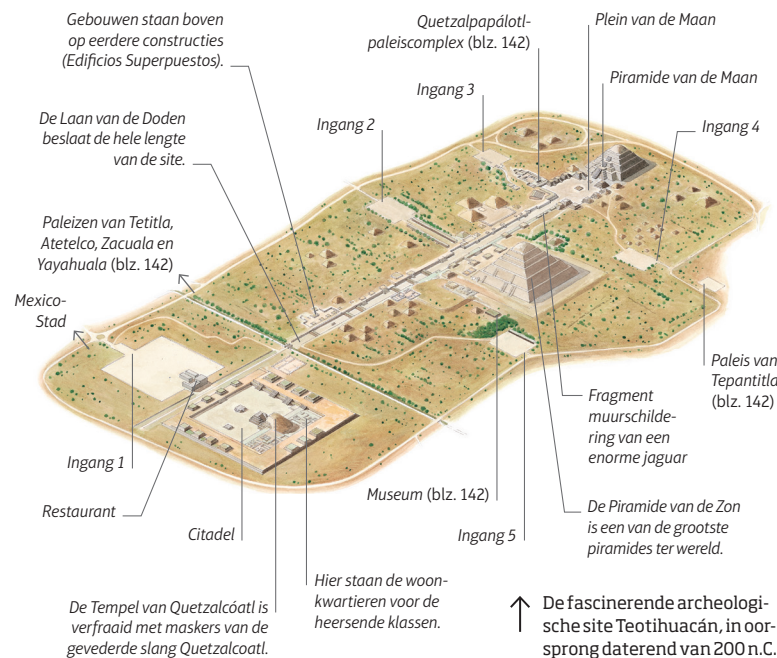 Gebouwen staan boven
op eerdere constructies
(Edificios Superpuestos).
Quetzalpapálotl-
paleiscomplex (blz. 142)
Plein van de Maan
Piramide van de Maan
Ingang 3
Ingang 4
De Laan van de Doden
beslaat de hele lengte
van de site.
Ingang 2
Paleizen van Tetitla,
Atetelco, Zacuala en
Yayahuala (blz. 142)
Mexico-
Stad
Paleis van
Tepantitla
(blz. 142)
Fragment
muurschilde-
ring van een
enorme jaguar
Ingang 1
Museum (blz. 142)
De Piramide van de Zon
is een van de grootste
piramides ter wereld.
Restaurant
Citadel
Ingang 5
Hier staan de woon-
kwartieren voor de
heersende klassen.
De Tempel van Quetzalcóatl is
verfraaid met maskers van de
gevederde slang Quetzalcoatl.
De fascinerende archeologi-
sche site Teotihuacán, in oor-
sprong daterend van 200 n.C.